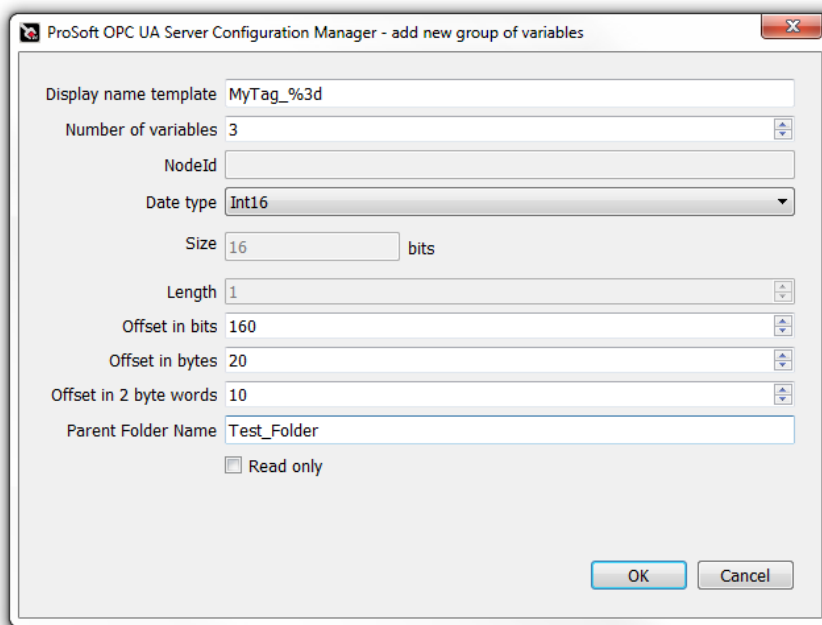 ProSoft OPC UA Server Configuration Manager - add new group of variables
Display name template MyTag_%3d
Number of variables 3
NodeId
Date type Int16
Size 16 bits
Length 1
Offset in bits 160
Offset in bytes 20
Offset in 2 byte words 10
Parent Folder Name Test_Folder
Read only
OK Cancel